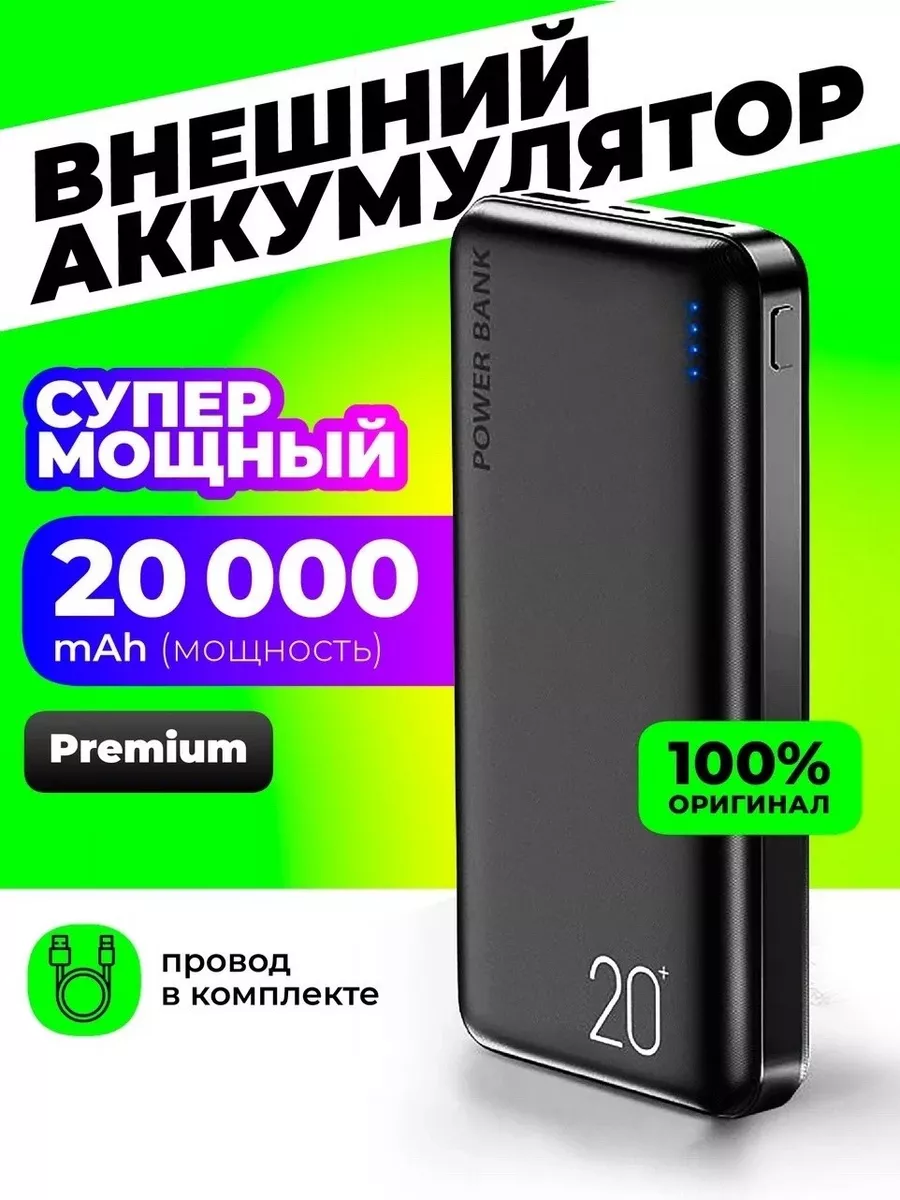 ВНЕШНИЙ
АККУМУЛЯТОР
POWER BANK
СУПЕР
МОЩНЫЙ
20 000
mAh (мощность)
Premium
100%
ОРИГИНАЛ
провод
в комплекте
20+